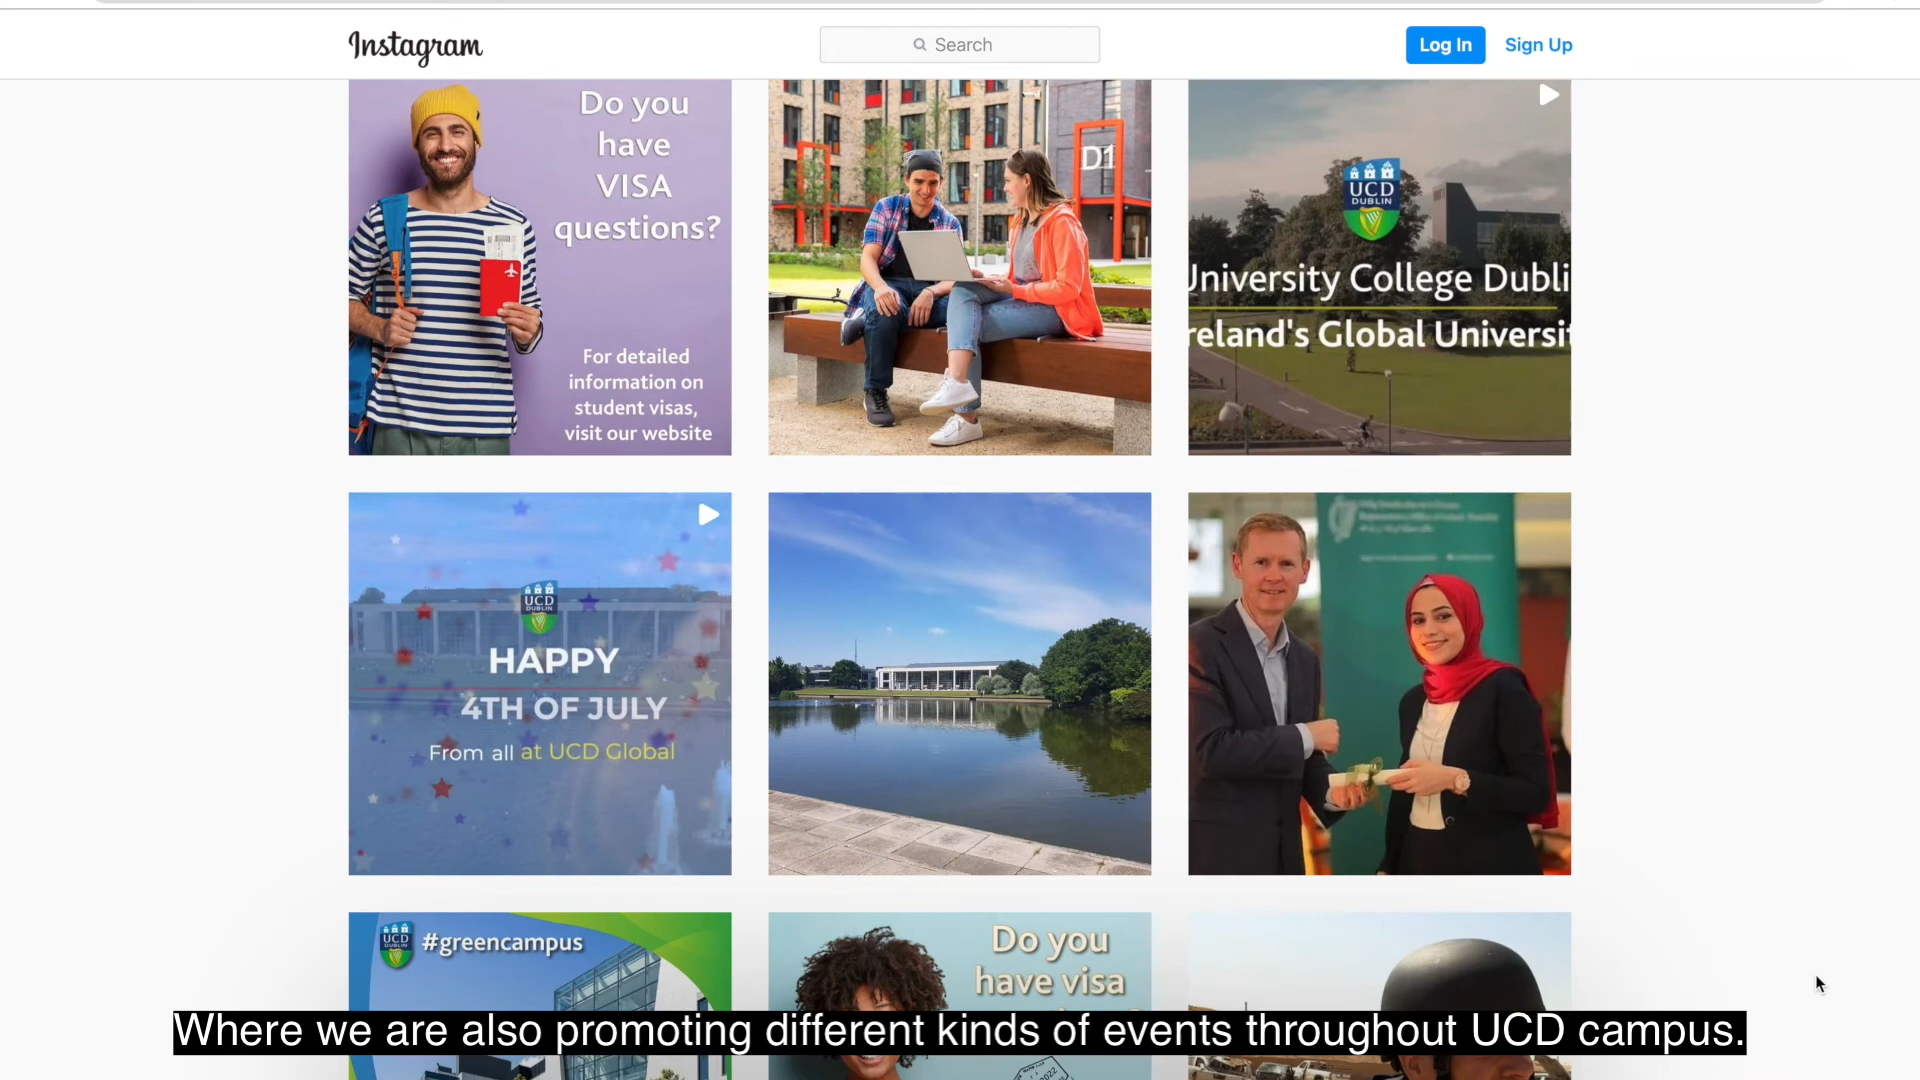 Instagram
Search
Log In
Sign Up
Do you
have
VISA
questions?
For detailed
information on
student visas,
visit our website
D1
UCD
DUBLIN
University College Dubli
reland's Global Universit
UCD
DUBLIN
HAPPY
4TH OF JULY
From all at UCD Global
UCD
DUBLIN
#greencampus
Do you
have visa
2022
Where we are also promoting different kinds of events throughout UCD campus.